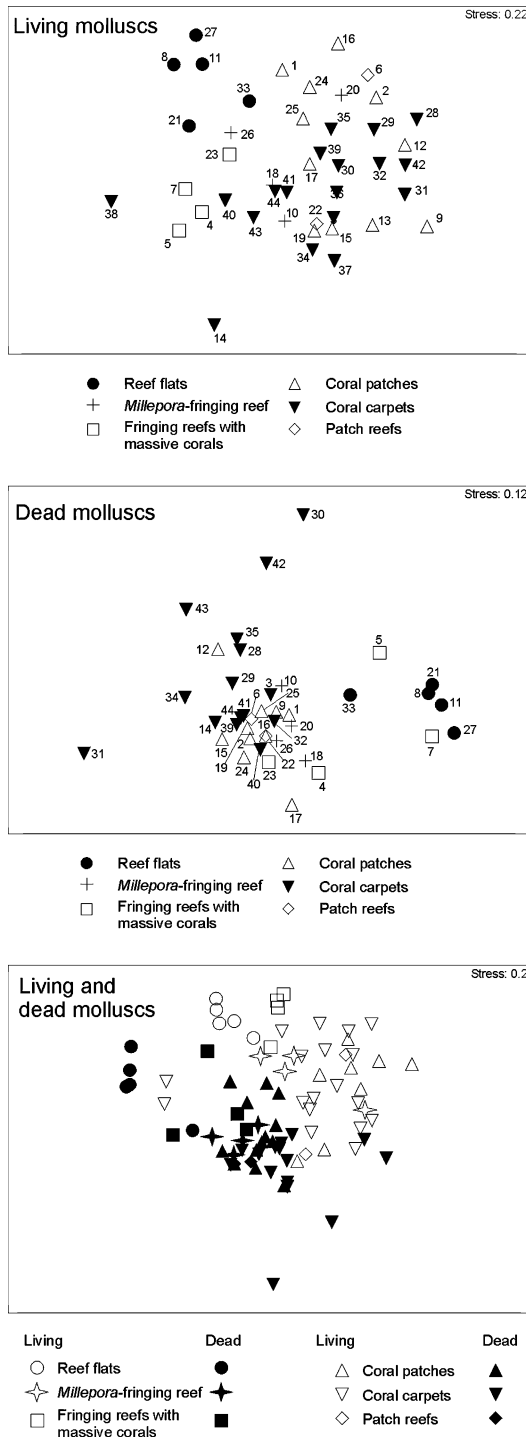 Living molluscs
Stress: 0.22
27
16
8
11
1
6
24
20
2
33
25
35
29
28
21
26
12
39
23
17
30
32
42
18
7
41
36
31
44
38
40
4
43
10
22
13
9
5
19
15
34
37
14
Reef flats
Coral patches
Millepora-fringing reef
Coral carpets
Fringing reefs with
massive corals
Patch reefs
Dead molluscs
Stress: 0.12
30
42
43
35
5
12
28
10
21
29
3
25
8
34
6
33
11
41
9
1
44
20
27
14
39
16
32
7
31
15
2
26
18
19
22
24
23
4
40
17
Reef flats
Coral patches
Millepora-fringing reef
Coral carpets
Fringing reefs with
massive corals
Patch reefs
Living and
dead molluscs
Stress: 0.2
Living
Dead
Living
Dead
Reef flats
Coral patches
Millepora-fringing reef
Coral carpets
Fringing reefs with
massive corals
Patch reefs